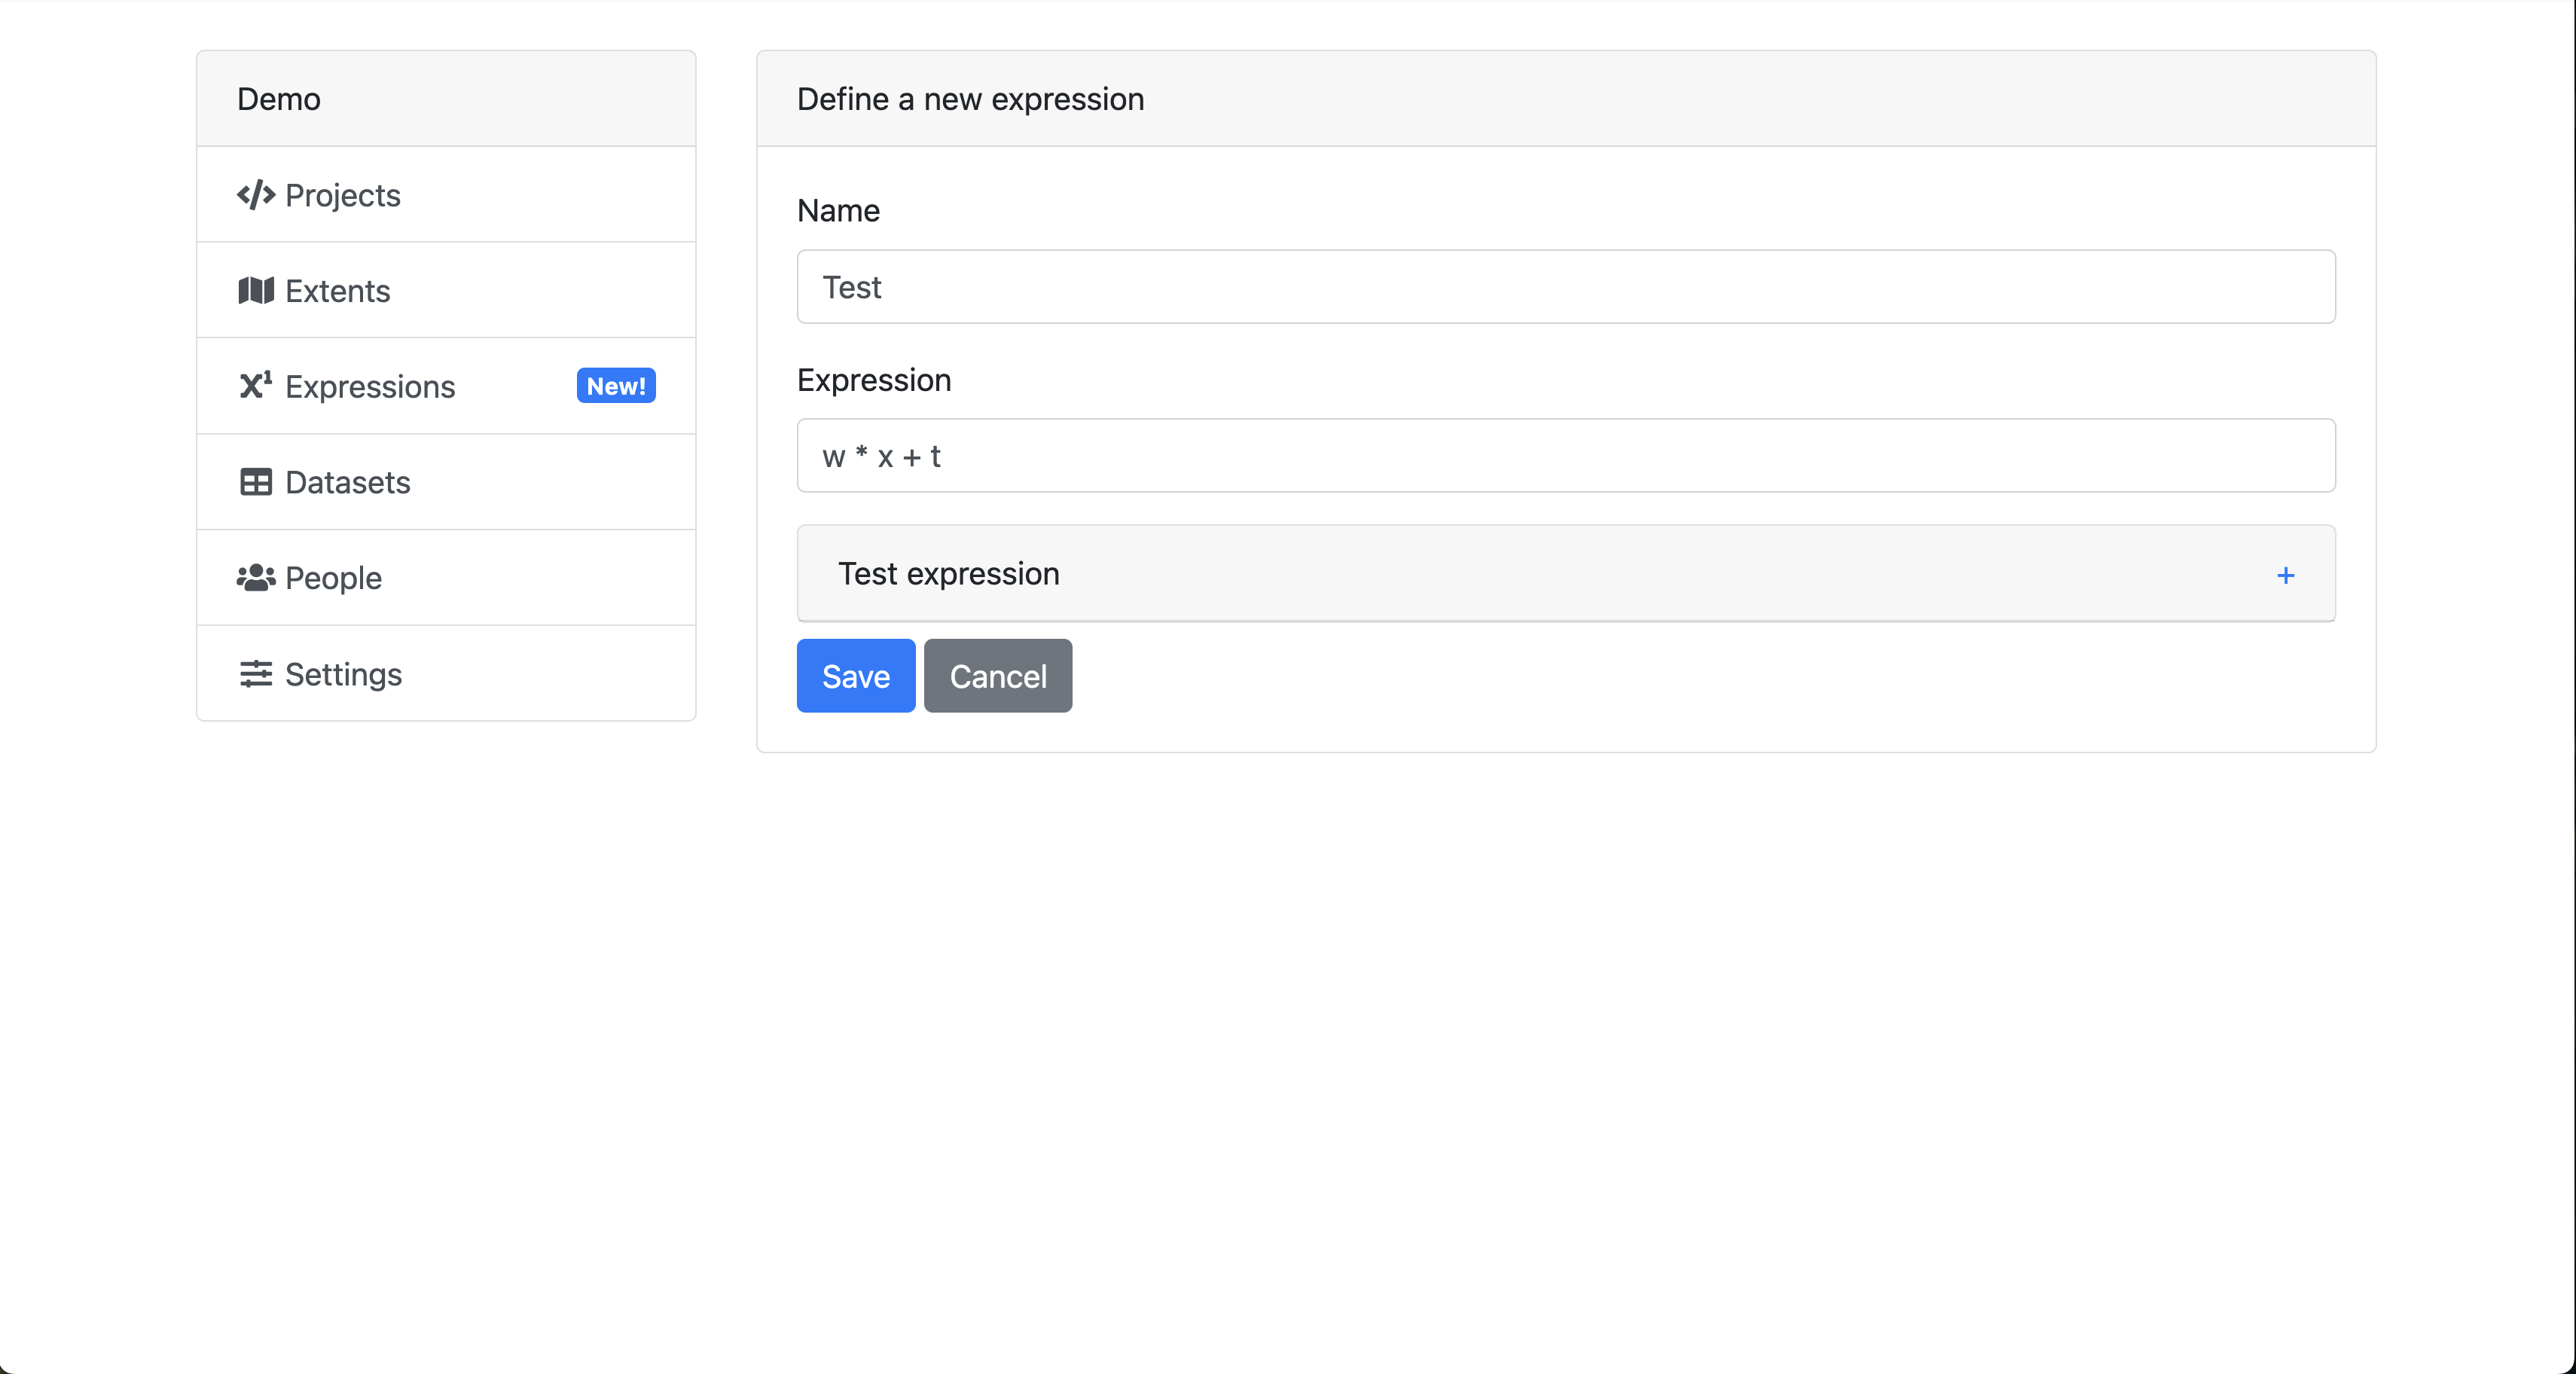 Demo
Projects
Extents
Expressions New!
Datasets
People
Settings
Define a new expression
Name
Test
Expression
w * x + t
Test expression +
Save Cancel